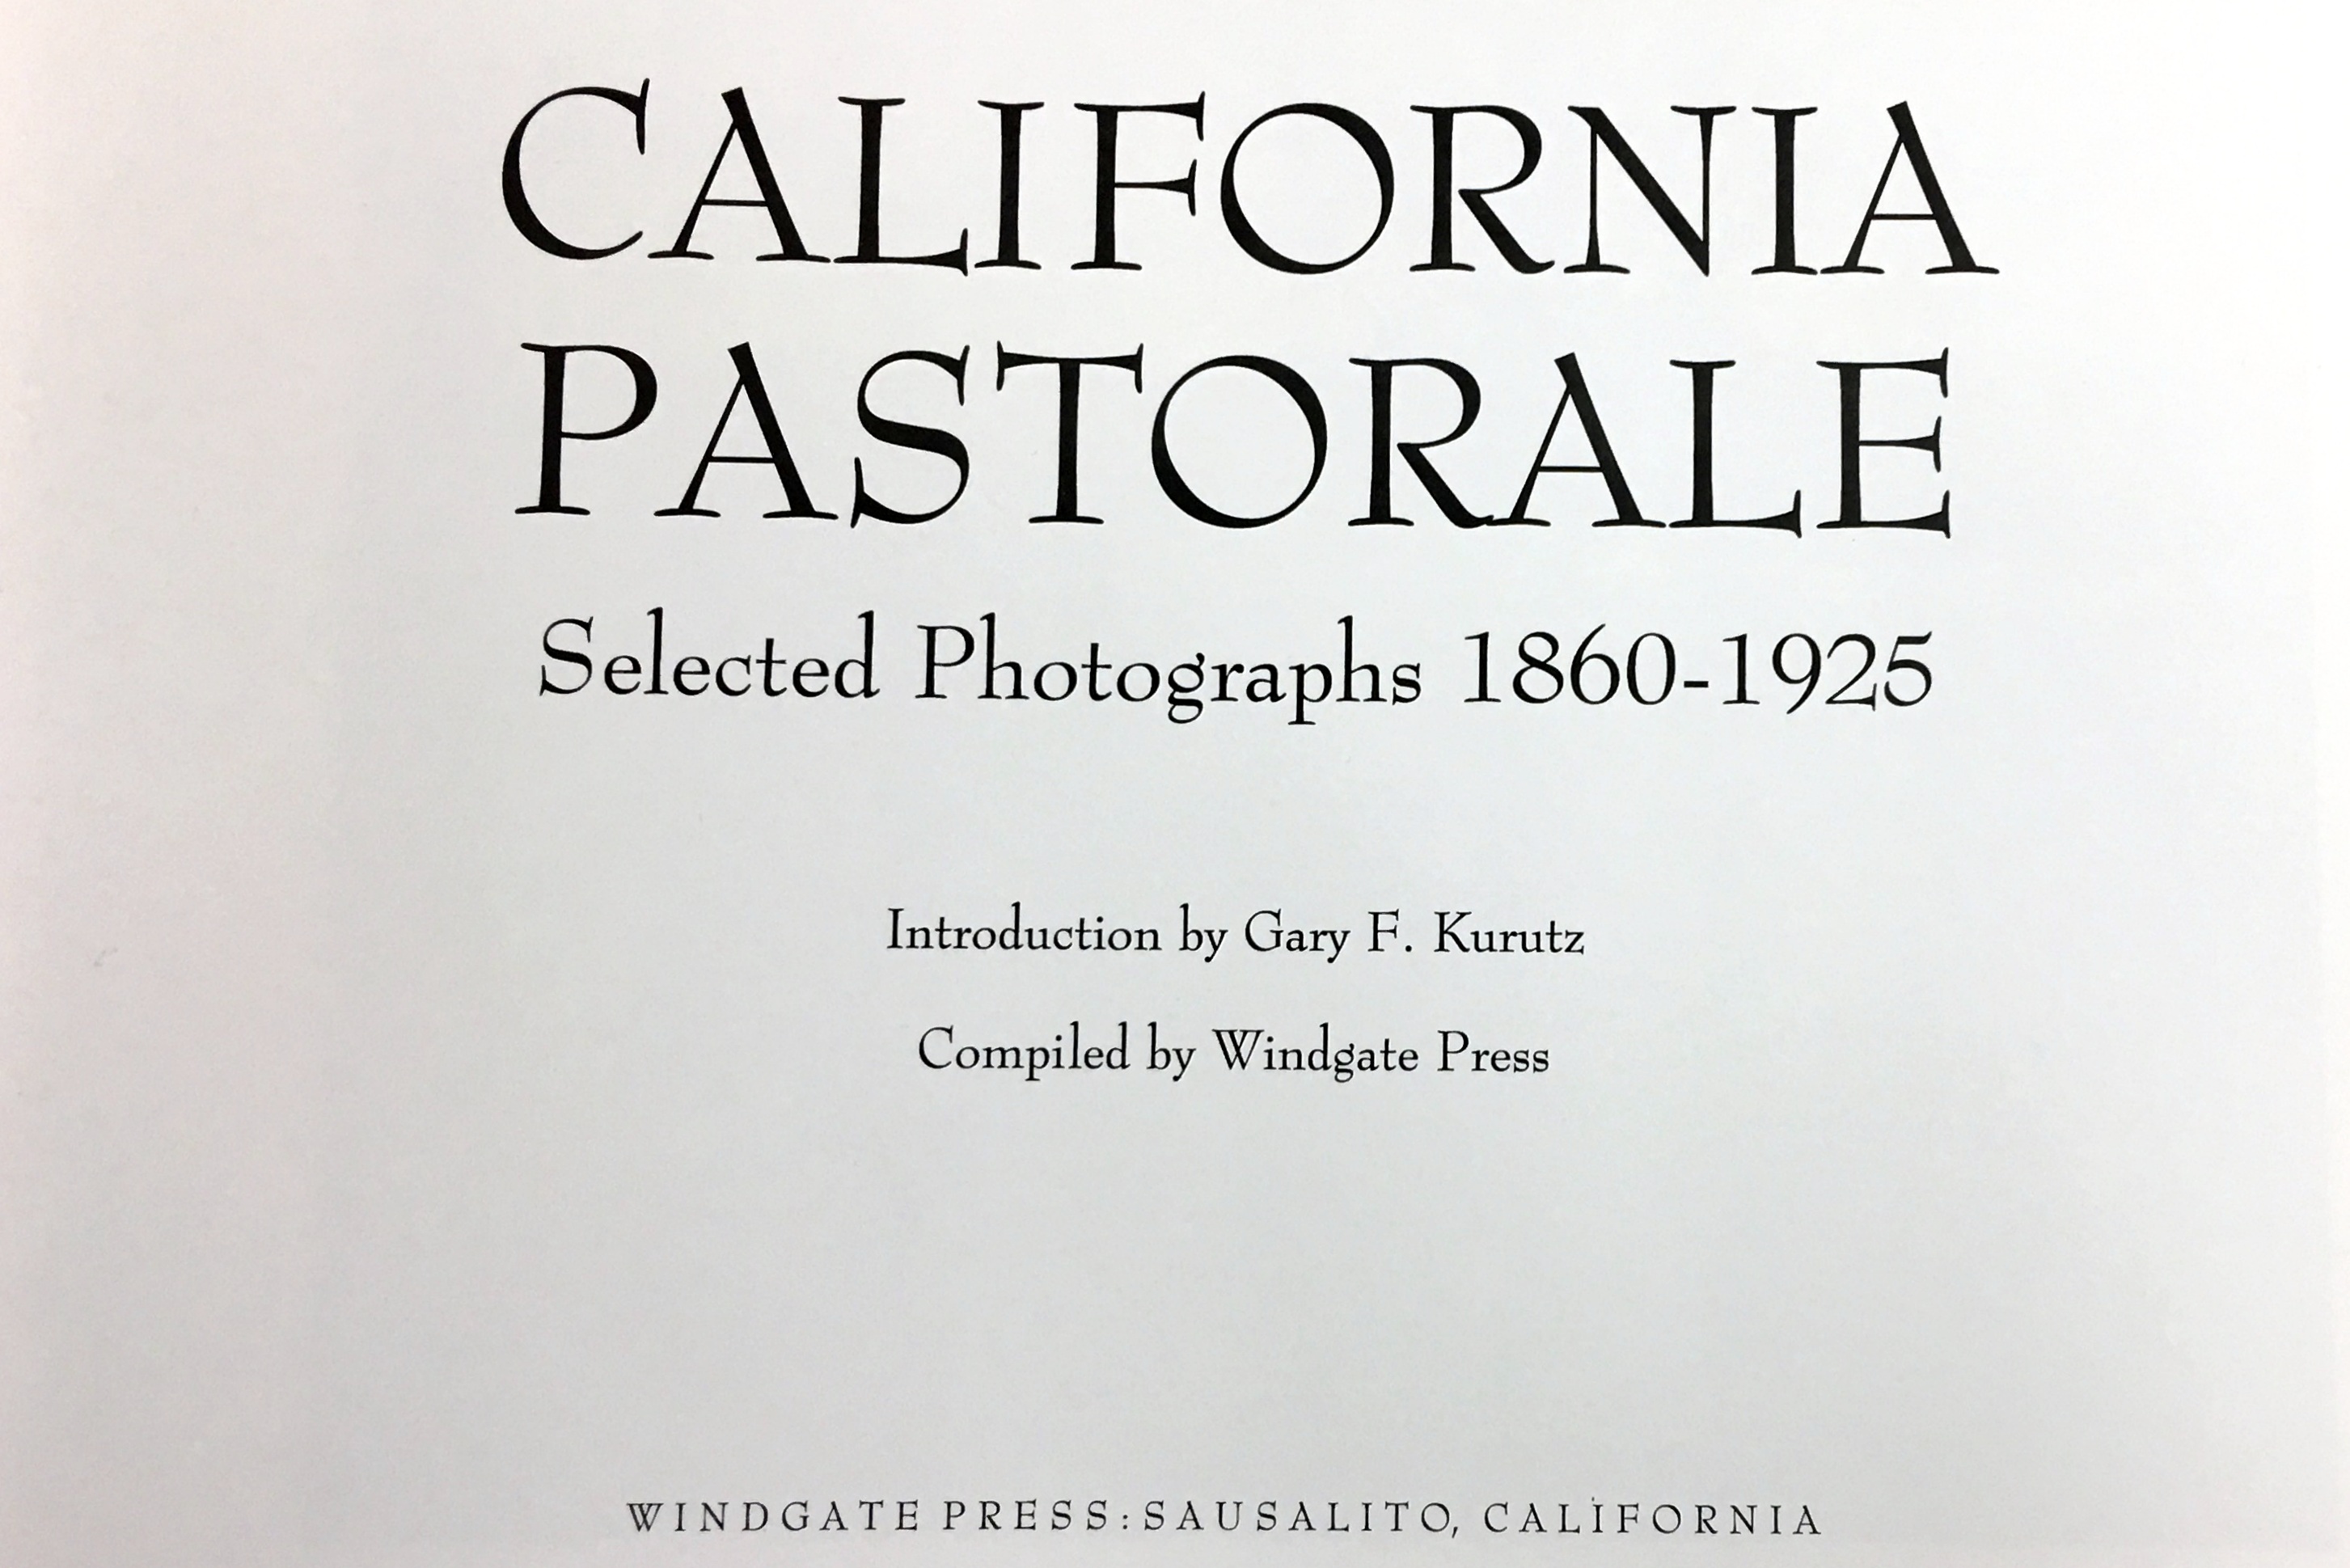 CALIFORNIA
PASTORALE
Selected Photographs 1860-1925
Introduction by Gary F. Kurutz
Compiled by Windgate Press
WINDGATE PRESS: SAUSALITO, CALIFORNIA